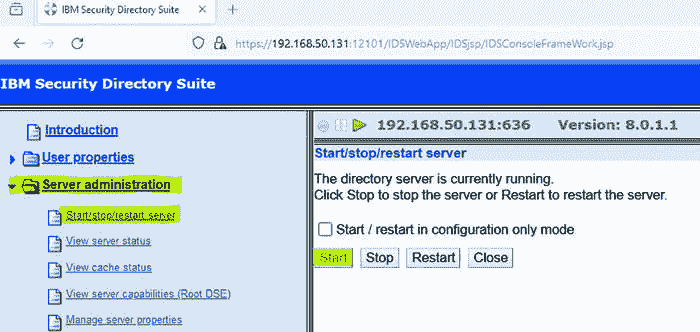 IBM Security Directory Suite
https://192.168.50.131:12101/IDSWebApp/IDSjsp/IDSConsoleFrameWork.jsp
IBM Security Directory Suite
Introduction
User properties
Server administration
Start/stop/restart server
View server status
View cache status
View server capabilities (Root DSE)
Manage server properties
192.168.50.131:636 Version: 8.0.1.1
Start/stop/restart server
The directory server is currently running.
Click Stop to stop the server or Restart to restart the server.
Start / restart in configuration only mode
Start Stop Restart Close